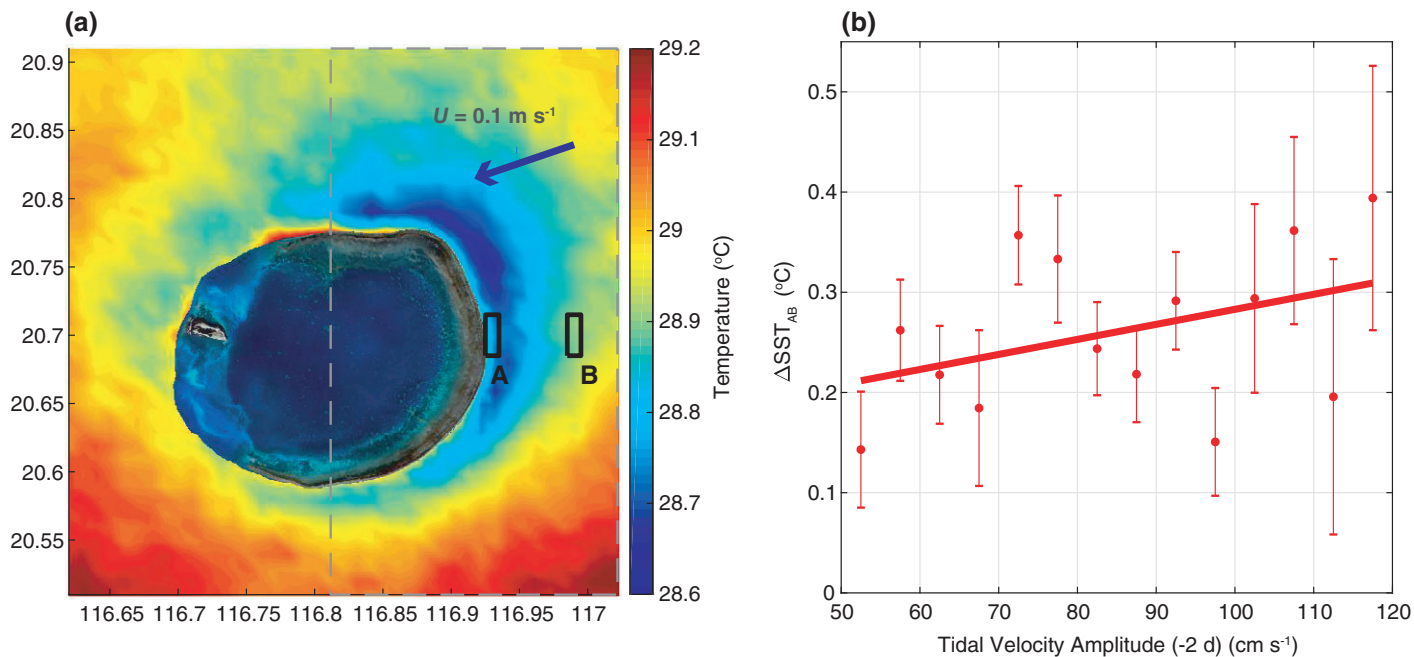 (a)
20.9
20.85
20.8
20.75
20.7
20.65
20.6
20.55
116.65 116.7 116.75 116.8 116.85 116.9 116.95 117
U = 0.1 m s⁻¹
A
B
29.2
29.1
29
28.9
28.8
28.7
28.6
Temperature (°C)
(b)
0.5
0.4
0.3
0.2
0.1
0
ΔSST_AB (°C)
50 60 70 80 90 100 110 120
Tidal Velocity Amplitude (-2 d) (cm s⁻¹)